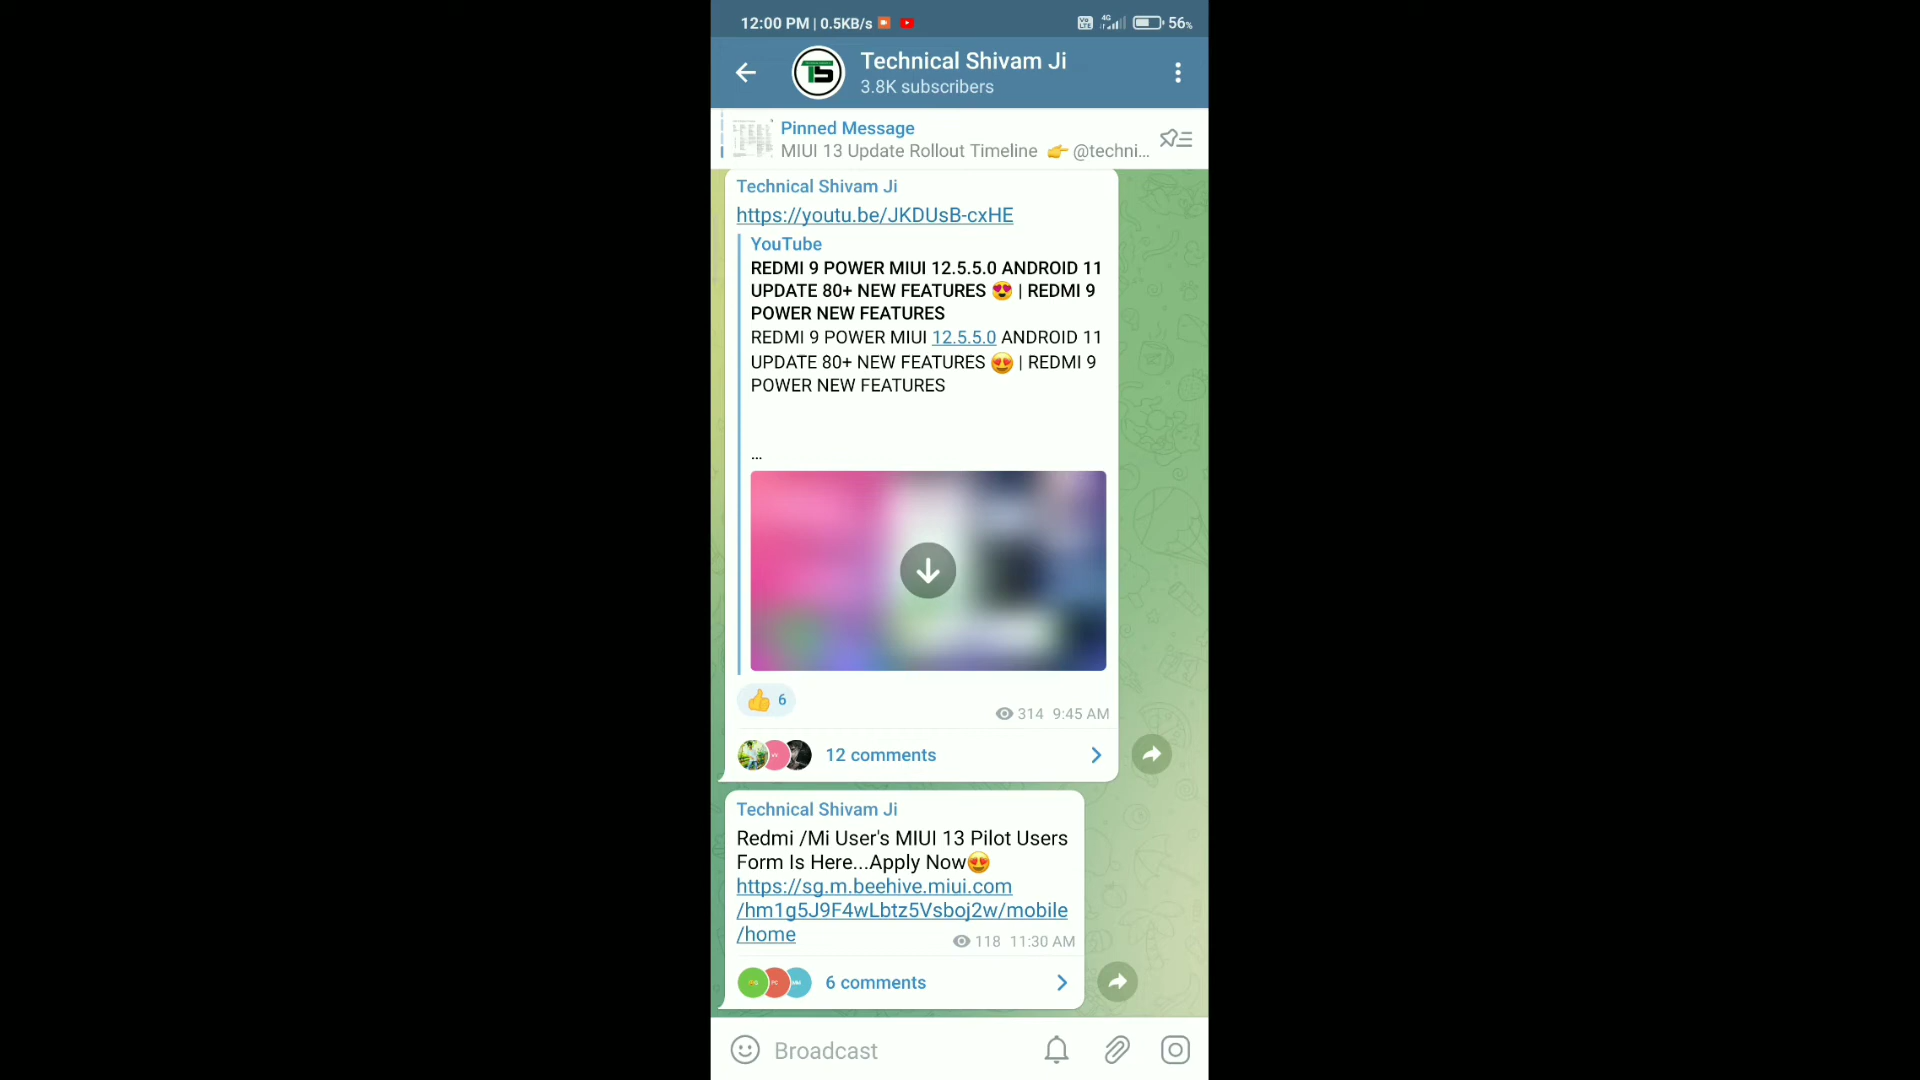 12:00 PM | 0.5KB/s
Vo LTE 4G 56%
TS
Technical Shivam Ji
3.8K subscribers
Pinned Message
MIUI 13 Update Rollout Timeline 👉 @techni...
Technical Shivam Ji
https://youtu.be/JKDUsB-cxHE
YouTube
REDMI 9 POWER MIUI 12.5.5.0 ANDROID 11
UPDATE 80+ NEW FEATURES 😍 | REDMI 9
POWER NEW FEATURES
REDMI 9 POWER MIUI 12.5.5.0 ANDROID 11
UPDATE 80+ NEW FEATURES 😍 | REDMI 9
POWER NEW FEATURES
...
👍 6
314 9:45 AM
12 comments
Technical Shivam Ji
Redmi /Mi User's MIUI 13 Pilot Users
Form Is Here...Apply Now😍
https://sg.m.beehive.miui.com
/hm1g5J9F4wLbtz5Vsboj2w/mobile
/home
118 11:30 AM
6 comments
Broadcast